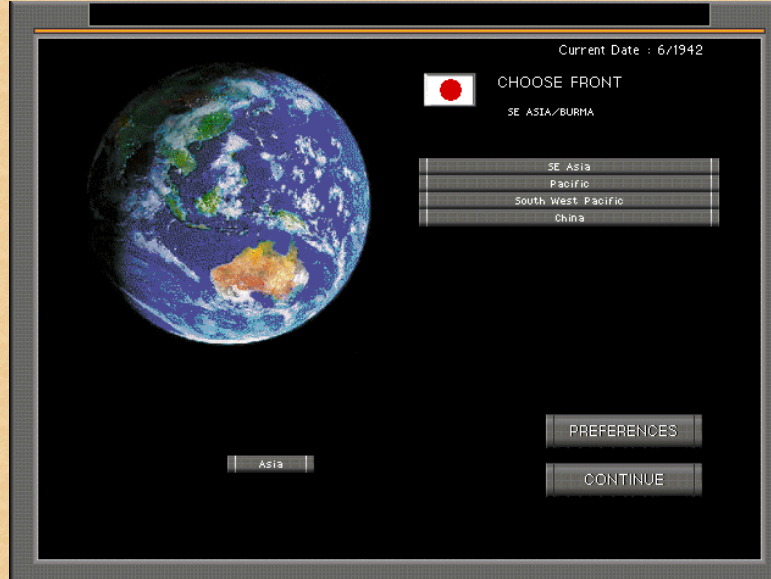 Current Date : 6/1942
CHOOSE FRONT
SE ASIA/BURMA
SE Asia
Pacific
South West Pacific
China
PREFERENCES
Asia
CONTINUE